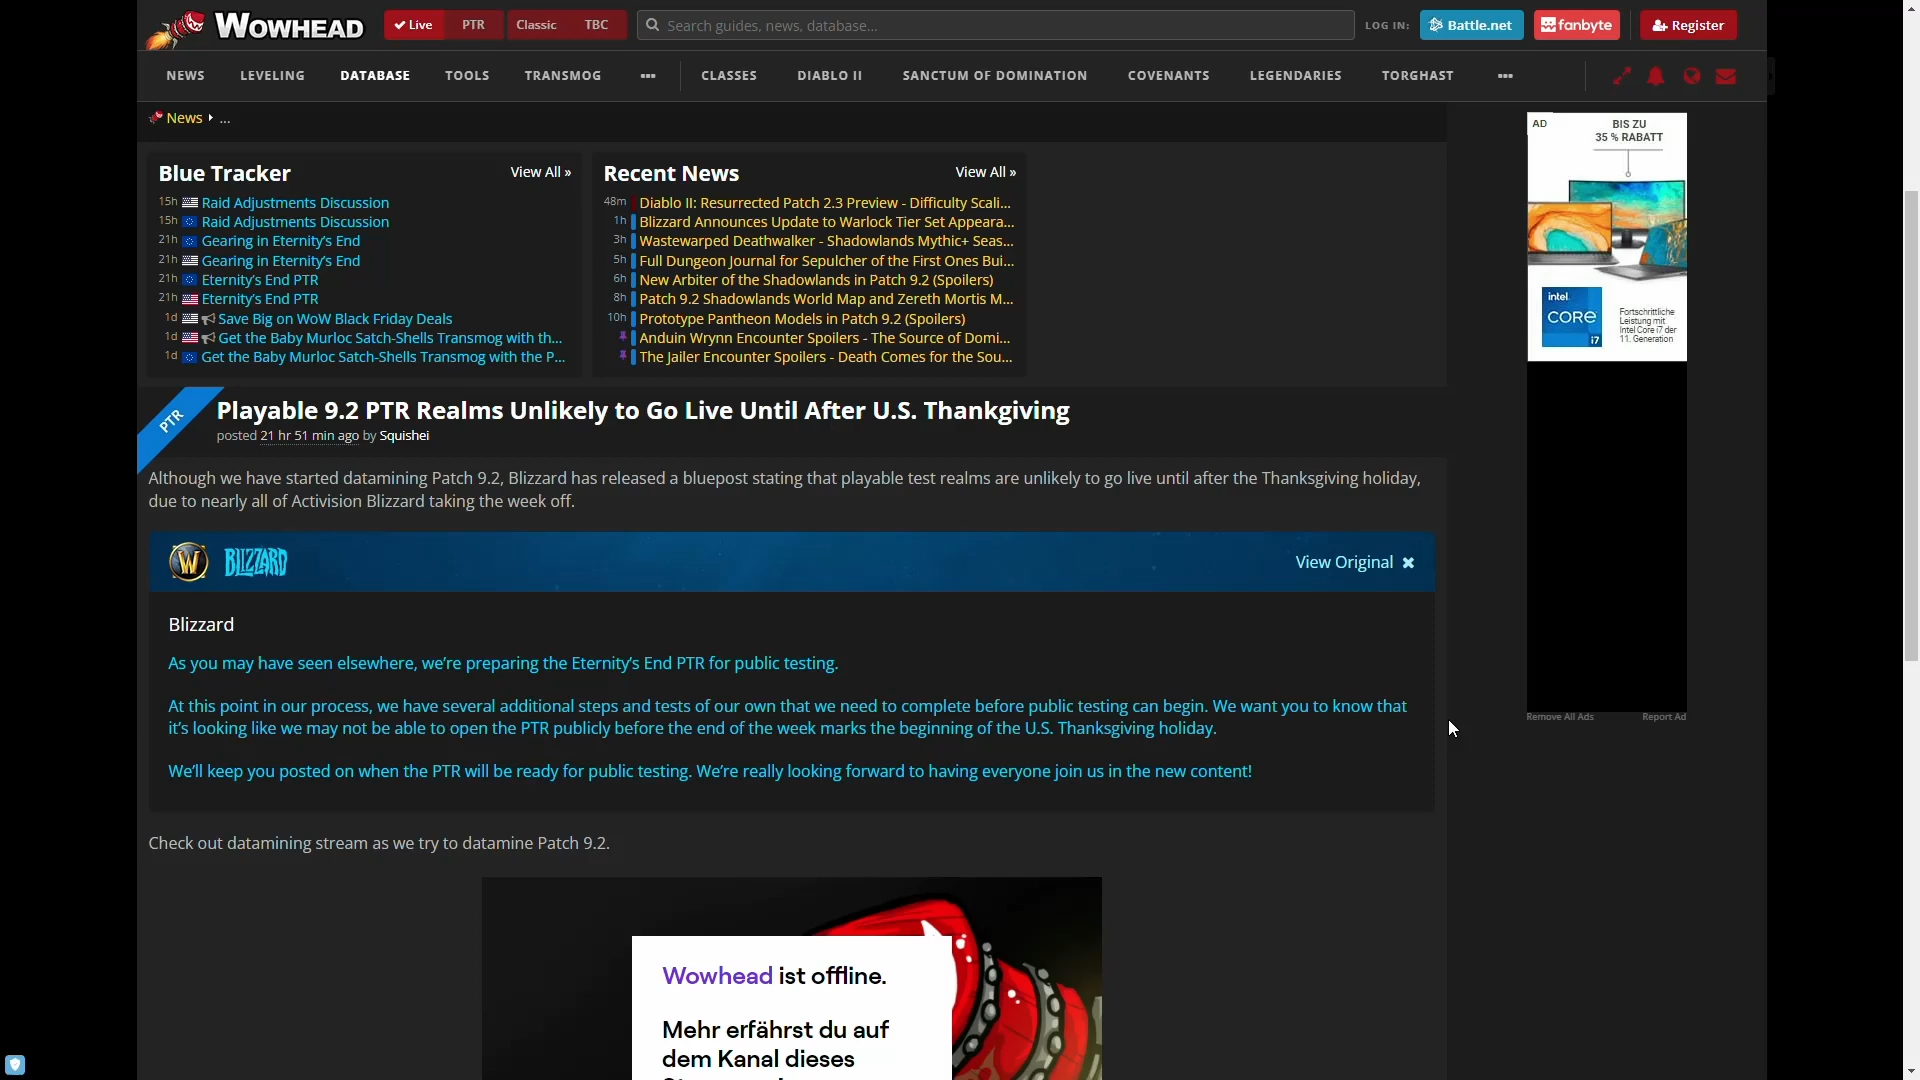 WOWHEAD
Live PTR Classic TBC
Search guides, news, database...
LOG IN:
Battle.net
fanbyte
Register
NEWS LEVELING DATABASE TOOLS TRANSMOG ••• CLASSES DIABLO II SANCTUM OF DOMINATION COVENANTS LEGENDARIES TORGHAST •••
News ...
Blue Tracker
View All »
15h Raid Adjustments Discussion
15h Raid Adjustments Discussion
21h Gearing in Eternity's End
21h Gearing in Eternity's End
21h Eternity's End PTR
21h Eternity's End PTR
1d Save Big on WoW Black Friday Deals
1d Get the Baby Murloc Satch-Shells Transmog with th...
1d Get the Baby Murloc Satch-Shells Transmog with the P...
Recent News
View All »
48m Diablo II: Resurrected Patch 2.3 Preview - Difficulty Scali...
1h Blizzard Announces Update to Warlock Tier Set Appeara...
3h Wastewarped Deathwalker - Shadowlands Mythic+ Seas...
5h Full Dungeon Journal for Sepulcher of the First Ones Bui...
6h New Arbiter of the Shadowlands in Patch 9.2 (Spoilers)
8h Patch 9.2 Shadowlands World Map and Zereth Mortis M...
10h Prototype Pantheon Models in Patch 9.2 (Spoilers)
Anduin Wrynn Encounter Spoilers - The Source of Domi...
The Jailer Encounter Spoilers - Death Comes for the Sou...
AD
BIS ZU
35 % RABATT
intel.
CORE
i7
Fortschrittliche
Leistung mit
Intel Core i7 der
11. Generation
Remove All Ads
Report Ad
PTR
Playable 9.2 PTR Realms Unlikely to Go Live Until After U.S. Thankgiving
posted 21 hr 51 min ago by Squishei
Although we have started datamining Patch 9.2, Blizzard has released a bluepost stating that playable test realms are unlikely to go live until after the Thanksgiving holiday,
due to nearly all of Activision Blizzard taking the week off.
W
BLIZZARD
View Original
Blizzard
As you may have seen elsewhere, we're preparing the Eternity's End PTR for public testing.
At this point in our process, we have several additional steps and tests of our own that we need to complete before public testing can begin. We want you to know that
it's looking like we may not be able to open the PTR publicly before the end of the week marks the beginning of the U.S. Thanksgiving holiday.
We'll keep you posted on when the PTR will be ready for public testing. We're really looking forward to having everyone join us in the new content!
Check out datamining stream as we try to datamine Patch 9.2.
Wowhead ist offline.
Mehr erfährst du auf
dem Kanal dieses